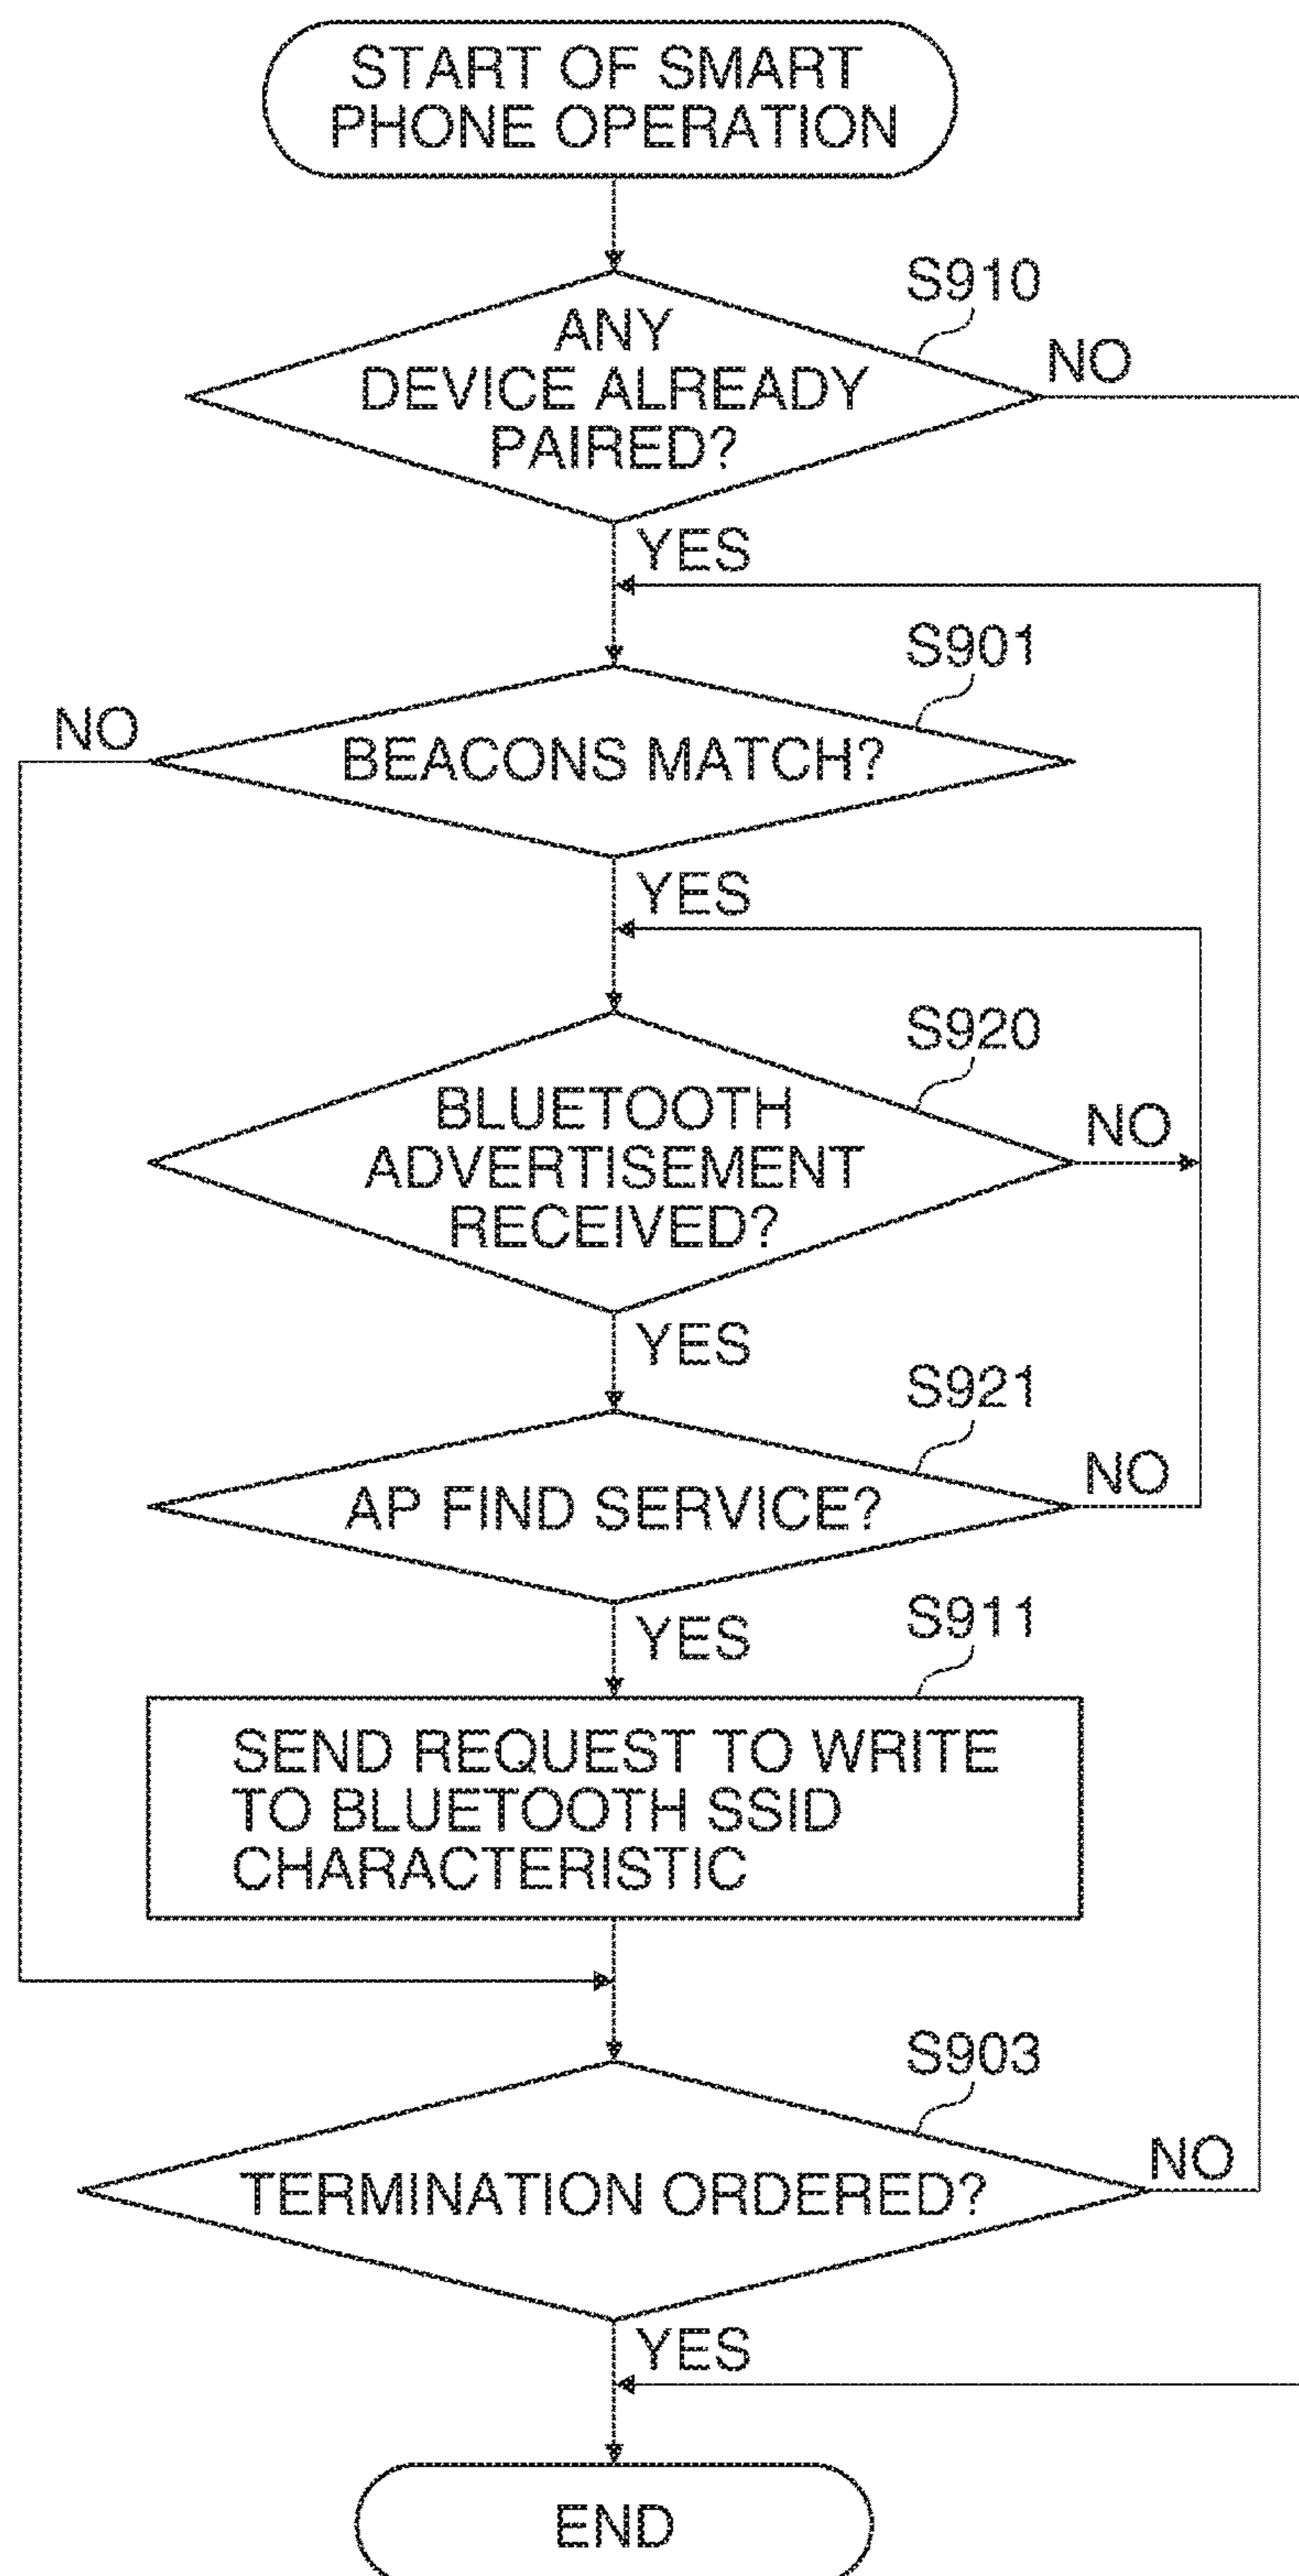 START OF SMART
PHONE OPERATION
S910
ANY
DEVICE ALREADY
PAIRED?
NO
YES
S901
NO
BEACONS MATCH?
YES
S920
BLUETOOTH
ADVERTISEMENT
RECEIVED?
NO
YES
S921
AP FIND SERVICE?
NO
YES
S911
SEND REQUEST TO WRITE
TO BLUETOOTH SSID
CHARACTERISTIC
S903
TERMINATION ORDERED?
NO
YES
END